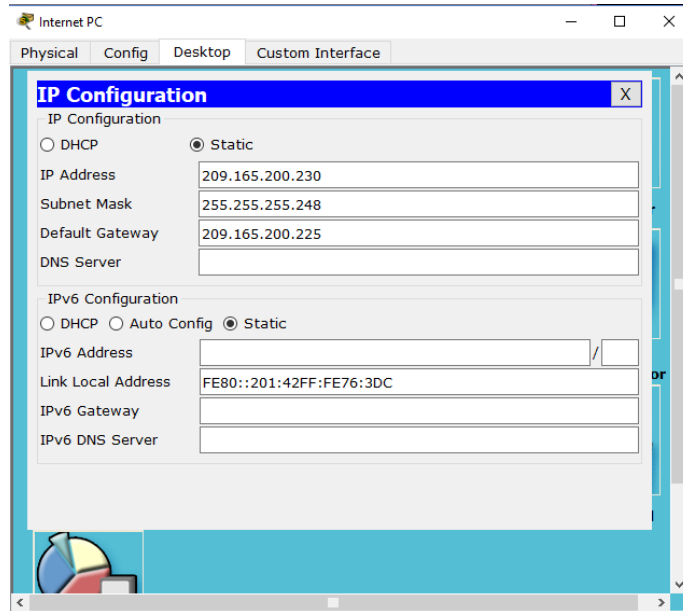 Internet PC
Physical Config Desktop Custom Interface
IP Configuration X
IP Configuration
DHCP Static
IP Address 209.165.200.230
Subnet Mask 255.255.255.248
Default Gateway 209.165.200.225
DNS Server
IPv6 Configuration
DHCP Auto Config Static
IPv6 Address /
Link Local Address FE80::201:42FF:FE76:3DC
IPv6 Gateway
IPv6 DNS Server